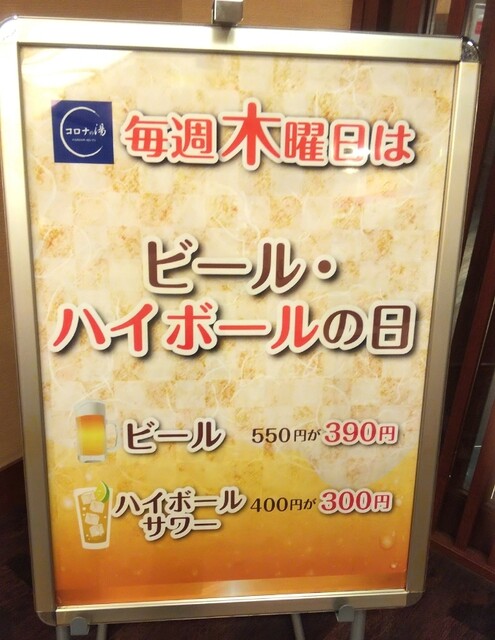 コロナの湯
毎週木曜日は
ビール・
ハイボールの日
ビール 550円が390円
ハイボール
サワー 400円が300円